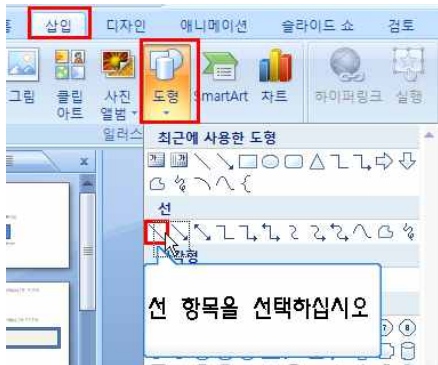 삽입 디자인 애니메이션 슬라이드 쇼 검토
그림 클립 아트 사진 앨범 도형 SmartArt 차트 하이퍼링크 실행
일러스
최근에 사용한 도형
선
각형
선 항목을 선택하십시오